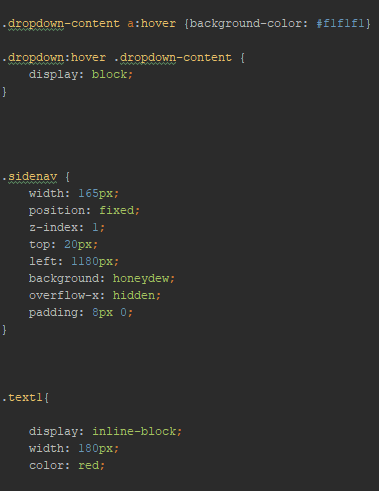 .dropdown-content a:hover {background-color: #f1f1f1}
.dropdown:hover .dropdown-content {
display: block;
}
.sidenav {
width: 165px;
position: fixed;
z-index: 1;
top: 20px;
left: 1180px;
background: honeydew;
overflow-x: hidden;
padding: 8px 0;
}
.text1{
display: inline-block;
width: 180px;
color: red;